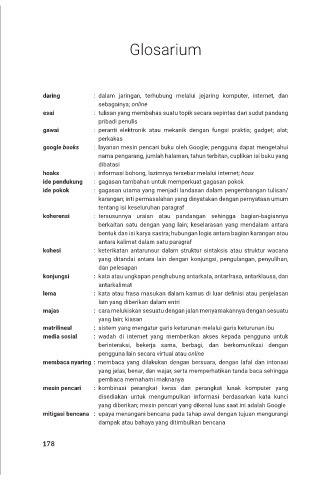 Glosarium
daring : dalam jaringan, terhubung melalui jejaring komputer, internet, dan
sebagainya; online
esai : tulisan yang membahas suatu topik secara sepintas dari sudut pandang
pribadi penulis
gawai : peranti elektronik atau mekanik dengan fungsi praktis; gadget; alat;
perkakas
google books : layanan mesin pencari buku oleh Google; pengguna dapat mengetahui
nama pengarang, jumlah halaman, tahun terbitan, cuplikan isi buku yang
dibatasi
hoaks : informasi bohong, lazimnya tersebar melalui internet; hoax
ide pendukung : gagasan tambahan untuk memperkuat gagasan pokok
ide pokok : gagasan utama yang menjadi landasan dalam pengembangan tulisan/
karangan; inti permasalahan yang dinyatakan dengan pernyataan umum
tentang isi keseluruhan paragraf
koherensi : tersusunnya uraian atau pandangan sehingga bagian-bagiannya
berkaitan satu dengan yang lain; keselarasan yang mendalam antara
bentuk dan isi karya sastra; hubungan logis antara bagian karangan atau
antara kalimat dalam satu paragraf
kohesi : keterikatan antarunsur dalam struktur sintaksis atau struktur wacana
yang ditandai antara lain dengan konjungsi, pengulangan, penyulihan,
dan pelesapan
konjungsi : kata atau ungkapan penghubung antarkata, antarfrasa, antarklausa, dan
antarkalimat
lema : kata atau frasa masukan dalam kamus di luar definisi atau penjelasan
lain yang diberikan dalam entri
majas : cara melukiskan sesuatu dengan jalan menyamakannya dengan sesuatu
yang lain; kiasan
matrilineal : sistem yang mengatur garis keturunan melalui garis keturunan ibu
media sosial : wadah di internet yang memberikan akses kepada pengguna untuk
berinteraksi, bekerja sama, berbagi, dan berkomunikasi dengan
pengguna lain secara virtual atau online
membaca nyaring : membaca yang dilakukan dengan bersuara, dengan lafal dan intonasi
yang jelas, benar, dan wajar, serta memperhatikan tanda baca sehingga
pembaca memahami maknanya
mesin pencari : kombinasi perangkat keras dan perangkat lunak komputer yang
disediakan untuk mengumpulkan informasi berdasarkan kata kunci
yang diberikan; mesin pencari yang dikenal luas saat ini adalah Google
mitigasi bencana : upaya menangani bencana pada tahap awal dengan tujuan mengurangi
dampak atau bahaya yang ditimbulkan bencana
178